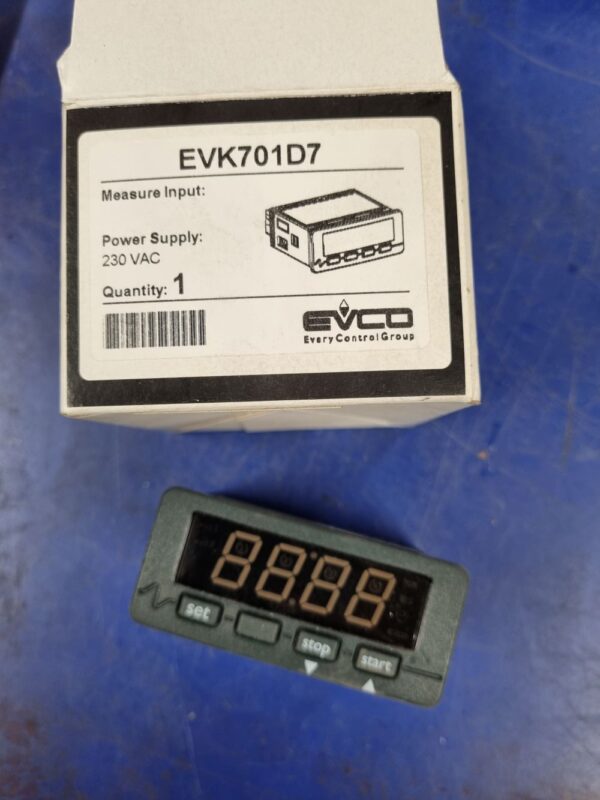 EVK701D7
Measure Input:
Power Supply:
230 VAC
Quantity: 1
EVCO
Every Control Group
8888
set
stop
start